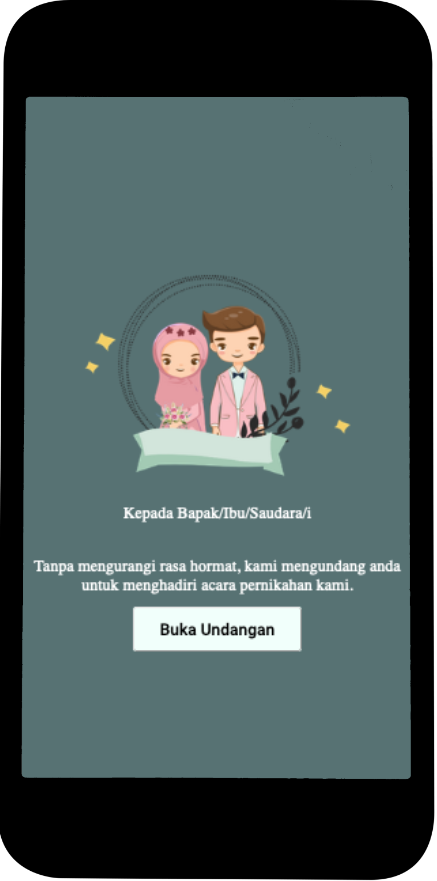 Kepada Bapak/Ibu/Saudara/i
Tanpa mengurangi rasa hormat, kami mengundang anda
untuk menghadiri acara pernikahan kami.
Buka Undangan